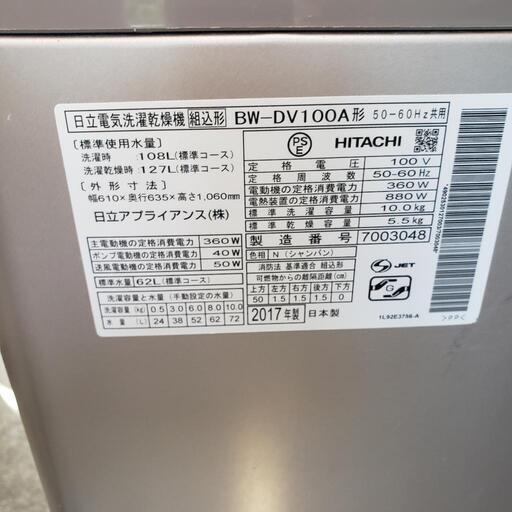 日立電気洗濯乾燥機 組込形 BW-DV100A形 50-60Hz共用
[標準使用水量]
洗濯時 :108L(標準コース)
洗濯乾燥時:127L(標準コース)
[外形寸法]
幅610×奥行635×高さ1,060mm
日立アプライアンス(株)
主電動機の定格消費電力 360W
ポンプ電動機の定格消費電力 40W
送風電動機の定格消費電力 50W
標準水量 62L(標準コース)
洗濯容量と水量 (手動設定の水量)
洗濯容量 kg 0.5 3.0 6.0 8.0 10.0
水量 L 24 38 52 62 72
PSE HITACHI
定格電圧 100V
定格周波数 50-60Hz
電動機の定格消費電力 360W
電熱装置の定格消費電力 880W
標準洗濯容量 10.0kg
標準乾燥容量 5.5kg
製造番号 7003048
色相 N (シャンパン)
消防法 基準適合 組込形
可燃物からの離隔距離(cm)
上方 左方 右方 後方 下方
50 1.5 1.5 1.5 0
2017年製 日本製
S JET
G
1L92E3756-A
>PP<